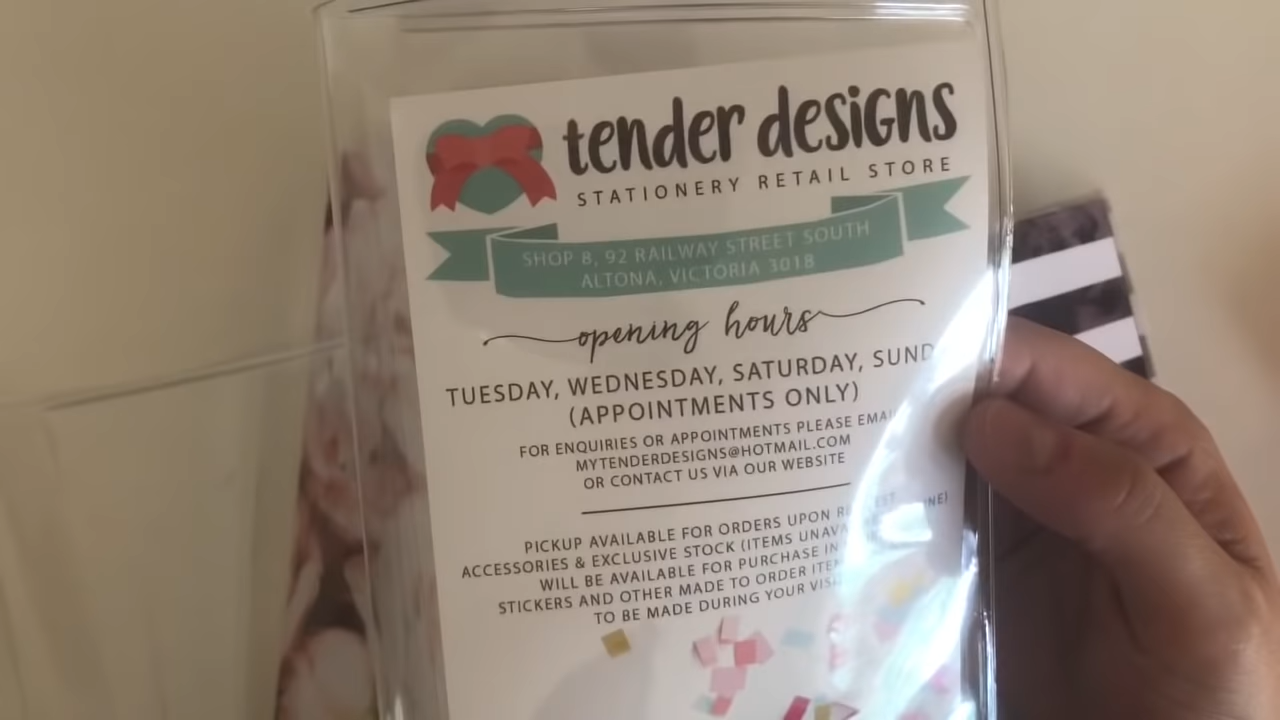 tender designs
STATIONERY RETAIL STORE
SHOP 8, 92 RAILWAY STREET SOUTH
ALTONA, VICTORIA 3018
opening hours
TUESDAY, WEDNESDAY, SATURDAY, SUND
(APPOINTMENTS ONLY)
FOR ENQUIRIES OR APPOINTMENTS PLEASE EMAI
MYTENDERDESIGNS@HOTMAIL.COM
OR CONTACT US VIA OUR WEBSITE
PICKUP AVAILABLE FOR ORDERS UPON
ACCESSORIES & EXCLUSIVE STOCK (ITEMS
WILL BE AVAILABLE FOR PURCHASE IN
STICKERS AND OTHER MADE TO ORDER
TO BE MADE DURING YOUR